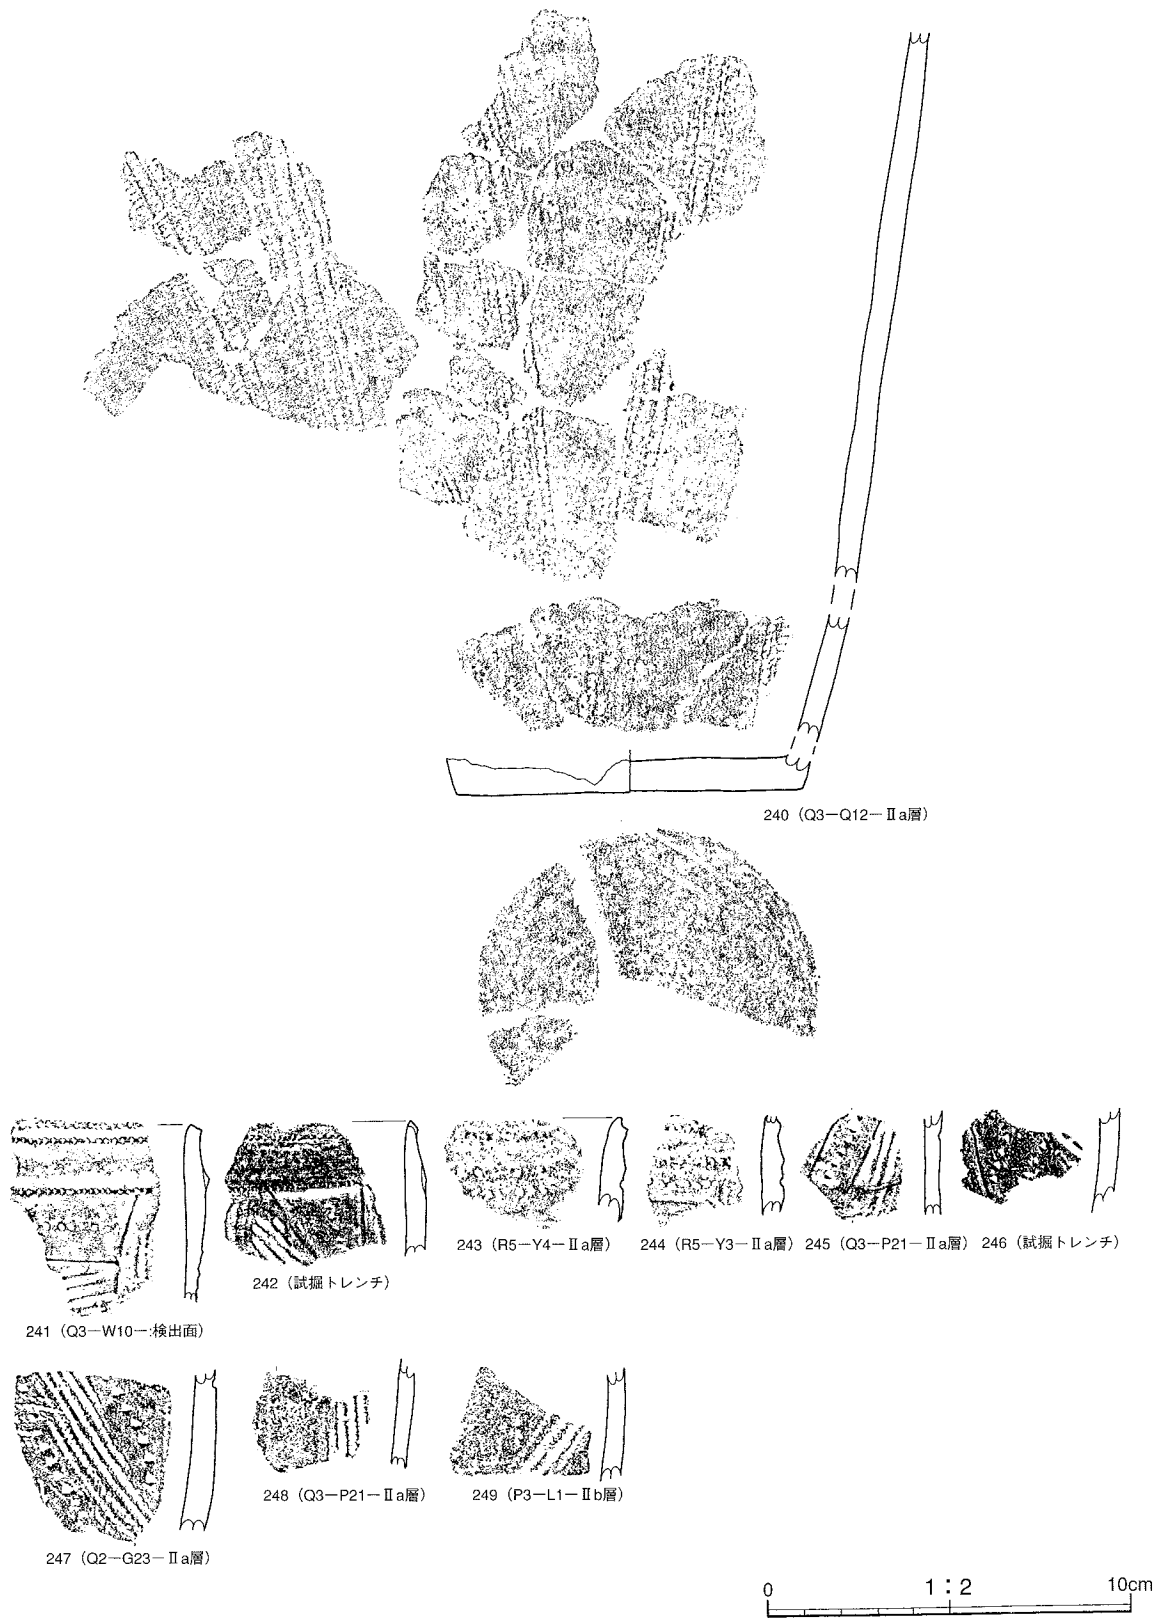 240（Q3－Q12－Ⅱa層）
243（R5－Y4－Ⅱa層）
244（R5－Y3－Ⅱa層）
245（Q3－P21－Ⅱa層）
246（試掘トレンチ）
242（試掘トレンチ）
241（Q3－W10－:検出面）
248（Q3－P21－Ⅱa層）
249（P3－L1－Ⅱb層）
247（Q2－G23－Ⅱa層）
0 1：2 10cm